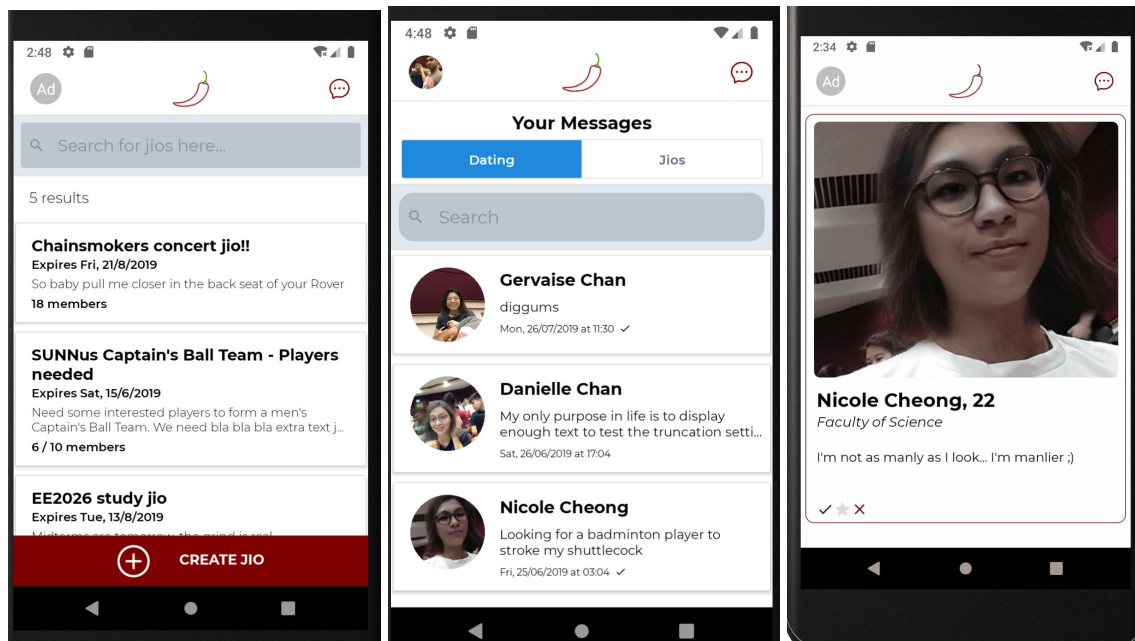 2:48
Ad
Search for jios here...
5 results
Chainsmokers concert jio!!
Expires Fri, 21/8/2019
So baby pull me closer in the back seat of your Rover
18 members
SUNNus Captain's Ball Team - Players
needed
Expires Sat, 15/6/2019
Need some interested players to form a men's
Captain's Ball Team. We need bla bla bla extra text j...
6 / 10 members
EE2026 study jio
Expires Tue, 13/8/2019
Midterms are tomorrow, the grind is real
CREATE JIO
4:48
Your Messages
Dating
Jios
Search
Gervaise Chan
diggums
Mon, 26/07/2019 at 11:30
Danielle Chan
My only purpose in life is to display
enough text to test the truncation setti...
Sat, 26/06/2019 at 17:04
Nicole Cheong
Looking for a badminton player to
stroke my shuttlecock
Fri, 25/06/2019 at 03:04
2:34
Ad
Nicole Cheong, 22
Faculty of Science
I'm not as manly as I look... I'm manlier ;)